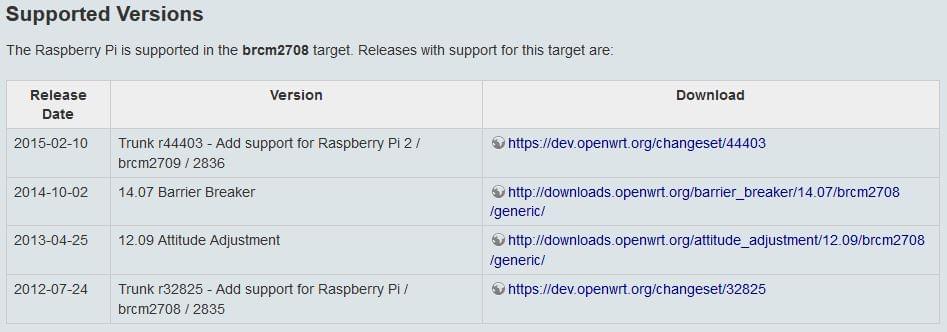 Supported Versions
The Raspberry Pi is supported in the brcm2708 target. Releases with support for this target are:
Release
Date
Version
Download
2015-02-10
Trunk r44403 - Add support for Raspberry Pi 2 /
brcm2709 / 2836
https://dev.openwrt.org/changeset/44403
2014-10-02
14.07 Barrier Breaker
http://downloads.openwrt.org/barrier_breaker/14.07/brcm2708
/generic/
2013-04-25
12.09 Attitude Adjustment
http://downloads.openwrt.org/attitude_adjustment/12.09/brcm2708
/generic/
2012-07-24
Trunk r32825 - Add support for Raspberry Pi /
brcm2708 / 2835
https://dev.openwrt.org/changeset/32825